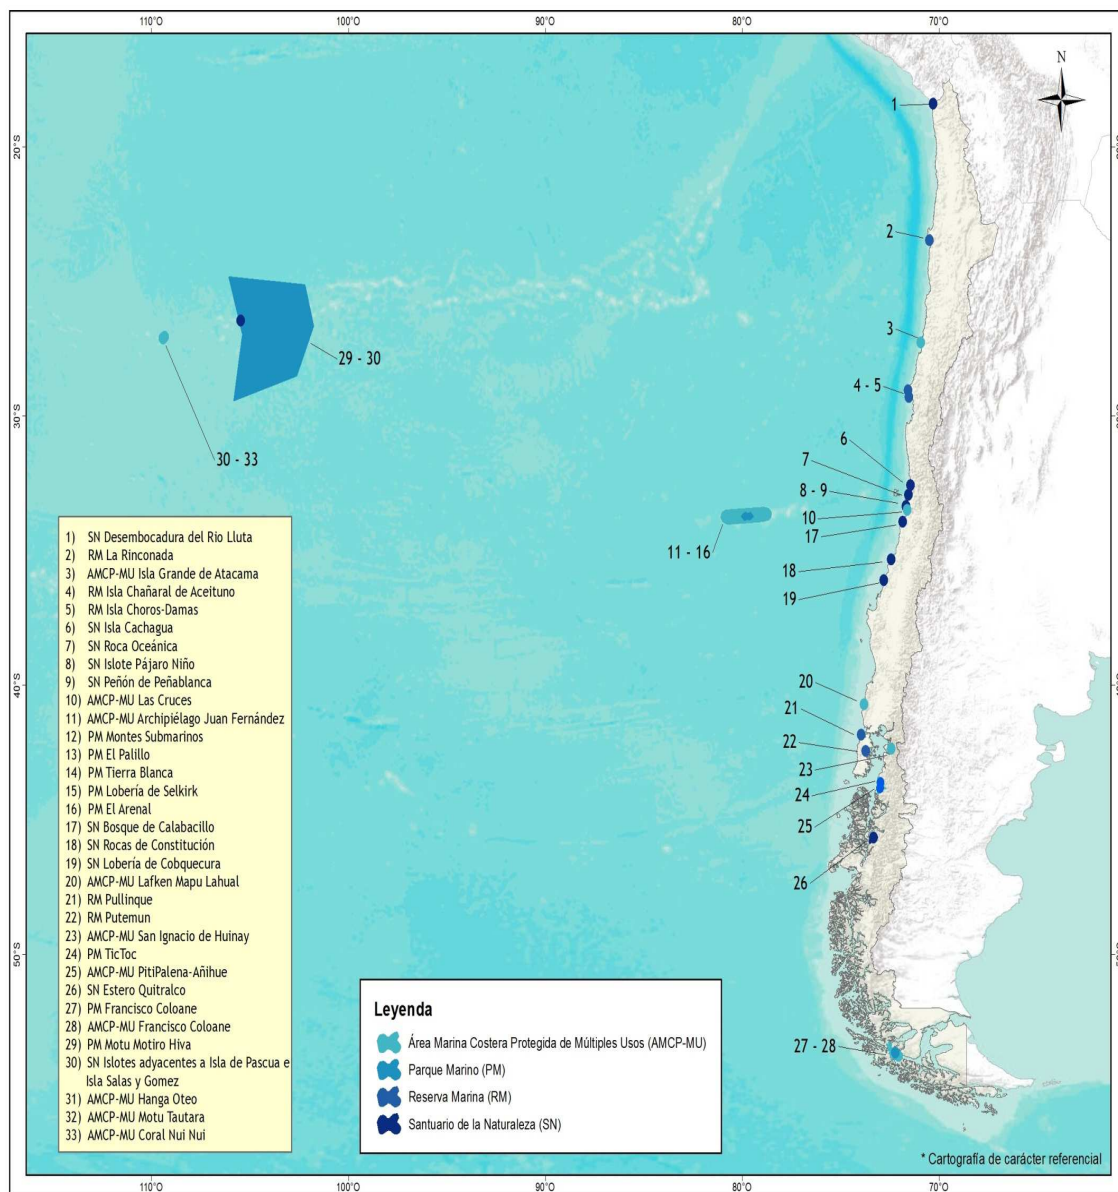 110°O 100°O 90°O 80°O 70°O
N
1
20°S
2
3
29 - 30
4 - 5
30°S
30 - 33
6
7
8 - 9
10
17
11 - 16
18
19
1) SN Desembocadura del Rio Lluta
2) RM La Rinconada
3) AMCP-MU Isla Grande de Atacama
4) RM Isla Chañaral de Aceituno
5) RM Isla Choros-Damas
6) SN Isla Cachagua
7) SN Roca Oceánica
8) SN Islote Pájaro Niño
9) SN Peñón de Peñablanca
10) AMCP-MU Las Cruces
11) AMCP-MU Archipiélago Juan Fernández
12) PM Montes Submarinos
13) PM El Palillo
14) PM Tierra Blanca
15) PM Lobería de Selkirk
16) PM El Arenal
17) SN Bosque de Calabacillo
18) SN Rocas de Constitución
19) SN Lobería de Cobquecura
20) AMCP-MU Lafken Mapu Lahual
21) RM Pullinque
22) RM Putemun
23) AMCP-MU San Ignacio de Huinay
24) PM TicToc
25) AMCP-MU PitiPalena-Añihue
26) SN Estero Quitralco
27) PM Francisco Coloane
28) AMCP-MU Francisco Coloane
29) PM Motu Motiro Hiva
30) SN Islotes adyacentes a Isla de Pascua e
Isla Salas y Gomez
31) AMCP-MU Hanga Oteo
32) AMCP-MU Motu Tautara
33) AMCP-MU Coral Nui Nui
40°S
20
21
22
23
24
25
26
50°S
27 - 28
Leyenda
Área Marina Costera Protegida de Múltiples Usos (AMCP-MU)
Parque Marino (PM)
Reserva Marina (RM)
Santuario de la Naturaleza (SN)
* Cartografía de carácter referencial
110°O 100°O 90°O 80°O 70°O